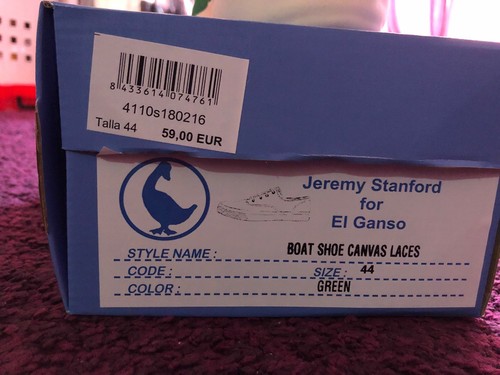 8 433614 074761
4110s180216
Talla 44 59,00 EUR
Jeremy Stanford
for
El Ganso
STYLE NAME : BOAT SHOE CANVAS LACES
CODE : SIZE : 44
COLOR : GREEN